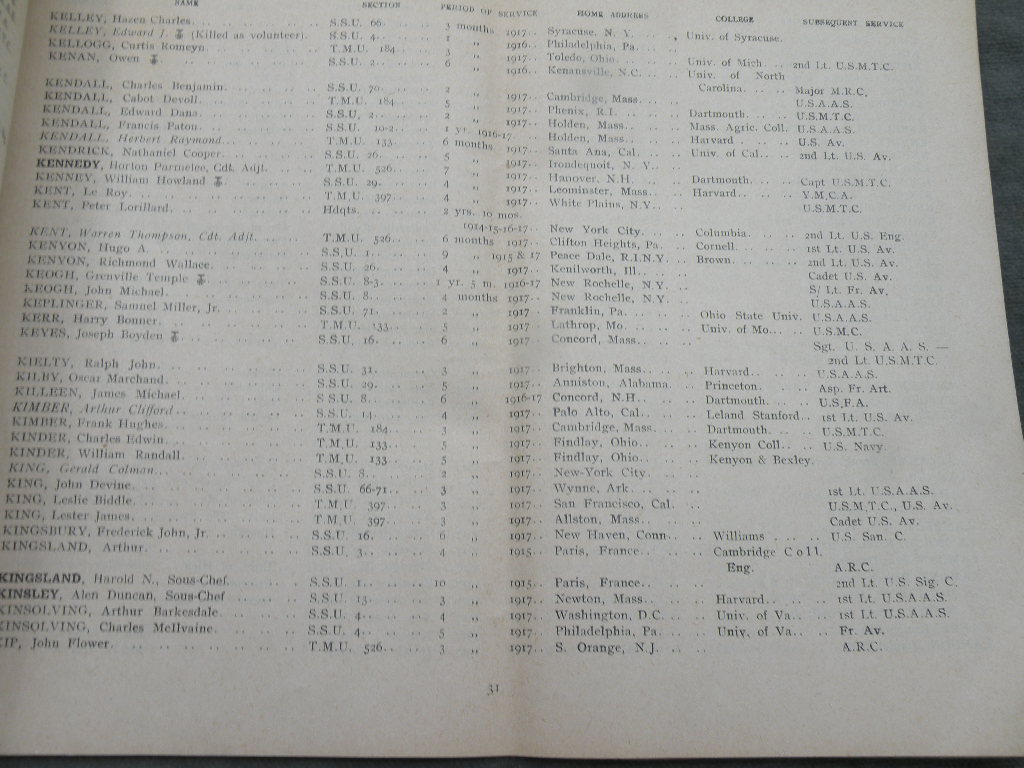 NAME SECTION PERIOD OF SERVICE HOME ADDRESS COLLEGE SUBSEQUENT SERVICE
KELLEY, Hazen Charles. S.S.U. 66. 3 months 1917. Syracuse, N. Y. Univ. of Syracuse.
KELLEY, Edward J. (Killed as volunteer). S.S.U. 4. 1 „ 1916. Philadelphia, Pa.
KELLOGG, Curtis Romeyn. T.M.U. 184. 3 „ 1917. Toledo, Ohio. Univ. of Mich. 2nd Lt. U.S.M.T.C.
KENAN, Owen S.S.U. 2. 6 „ 1916. Kenansville, N.C. Univ. of North
Carolina. Major M.R.C,
KENDALL, Charles Benjamin. S.S.U. 70. 2 „ 1917. Cambridge, Mass. U.S.A.A.S.
KENDALL, Cabot Devoll. T.M.U. 184. 5 „ 1917. Phenix, R.I. Dartmouth. U.S.M.T.C.
KENDALL, Edward Dana. S.S.U, 2. 2 „ 1917. Holden, Mass. Mass. Agric. Coll. U.S.A.A.S.
KENDALL, Francis Paton. S.S.U. 10-2. 1 yr. 1916-17. Holden, Mass. Harvard U.S. Av.
KENDALL, Herbert Raymond. T.M.U. 133. 6 months 1917. Santa Ana, Cal. Univ. of Cal. 2nd Lt. U.S. Av.
KENDRICK, Nathaniel Cooper. S.S.U. 26. 5 „ 1917. Irondequoit, N. Y.
KENNEDY, Horlon Parmelee, Cdt. Adjt. T.M.U. 526. 7 „ 1917. Hanover, N.H. Dartmouth. Capt U.S.M.T.C.
KENNEY, William Howland S.S.U. 29. 4 „ 1917. Leominster, Mass. Harvard. Y.M.C.A.
KENT, Le Roy. T.M.U. 397. 4 „ 1917. White Plains, N.Y. U.S.M.T.C.
KENT, Peter Lorillard. Hdqts. 2 yrs. 10 mos.
1914-15-16-17. New York City. Columbia. 2nd Lt. U.S. Eng
KENT, Warren Thompson, Cdt. Adjt. T.M.U. 526. 6 months 1917. Clifton Heights, Pa. Cornell. 1st Lt. U.S. Av.
KENYON, Hugo A. S.S.U. 1. 9 „ 1915 & 17 Peace Dale, R.I.N.Y. Brown. 2nd Lt. U.S. Av.
KENYON, Richmond Wallace. S.S.U. 26. 4 „ 1917. Kenilworth, Ill. Cadet U.S. Av.
KEOGH, Grenville Temple S.S.U. 8-3. 1 yr. 5 m. 1916-17 New Rochelle, N.Y. S/ Lt. Fr. Av.
KEOGH, John Michael. S.S.U. 8. 4 months 1917. New Rochelle, N.Y. U.S.A.A.S.
KEPLINGER, Samuel Miller, Jr. S.S.U. 71. 2 „ 1917. Franklin, Pa. Ohio State Univ. U.S.A.A.S.
KERR, Harry Bonner. T.M.U. 133. 5 „ 1917. Lathrop, Mo. Univ. of Mo. U.S.M.C.
KEYES, Joseph Boyden S.S.U. 16. 6 „ 1917 Concord, Mass. Sgt. U. S. A. A. S. —
2nd Lt. U.S.M.T.C.
KIELTY, Ralph John. S.S.U. 31. 3 „ 1917. Brighton, Mass. Harvard. U.S.A.A.S.
KILBY, Oscar Marchand. S.S.U. 29. 5 „ 1917. Anniston, Alabama. Princeton. Asp. Fr. Art.
KILLEEN, James Michael. S.S.U. 8. 6 „ 1916-17 Concord, N.H. Dartmouth. U.S.F.A.
KIMBER, Arthur Clifford. S.S.U. 14. 4 „ 1917. Palo Alto, Cal. Leland Stanford. 1st Lt. U.S. Av.
KIMBER, Frank Hughes. T.M.U. 184. 3 „ 1917. Cambridge, Mass. Dartmouth. U.S.M.T.C.
KINDER, Charles Edwin. T.M.U. 133. 5 „ 1917. Findlay, Ohio. Kenyon Coll. U.S. Navy.
KINDER, William Randall. T.M.U. 133. 5 „ 1917. Findlay, Ohio. Kenyon & Bexley.
KING, Gerald Colman. S.S.U. 8. 2 „ 1917. New-York City.
KING, John Devine. S.S.U. 66-71. 3 „ 1917. Wynne, Ark. 1st Lt. U.S.A.A.S.
KING, Leslie Biddle. T.M.U. 397. 3 „ 1917. San Francisco, Cal. U.S.M.T.C., U.S. Av.
KING, Lester James. T.M.U. 397. 3 „ 1917. Allston, Mass. Cadet U.S. Av.
KINGSBURY, Frederick John, Jr. S.S.U. 16. 6 „ 1917. New Haven, Conn. Williams U.S. San. C.
KINGSLAND, Arthur. S.S.U. 3. 4 „ 1915. Paris, France. Cambridge Coll.
Eng. A.R.C.
KINGSLAND, Harold N., Sous-Chef. S.S.U. 1. 10 „ 1915. Paris, France. 2nd Lt. U.S. Sig. C.
KINSLEY, Alen Duncan, Sous-Chef S.S.U. 13. 3 „ 1917. Newton, Mass. Harvard. 1st Lt. U.S.A.A.S.
KINSOLVING, Arthur Barkesdale. S.S.U. 4. 4 „ 1917. Washington, D.C. Univ. of Va. 1st Lt. U.S.A.A.S.
KINSOLVING, Charles McIlvaine. S.S.U. 4. 5 „ 1917. Philadelphia, Pa. Univ. of Va. Fr. Av.
KIP, John Flower. T.M.U. 526. 3 „ 1917. S. Orange, N.J. A.R.C.
31